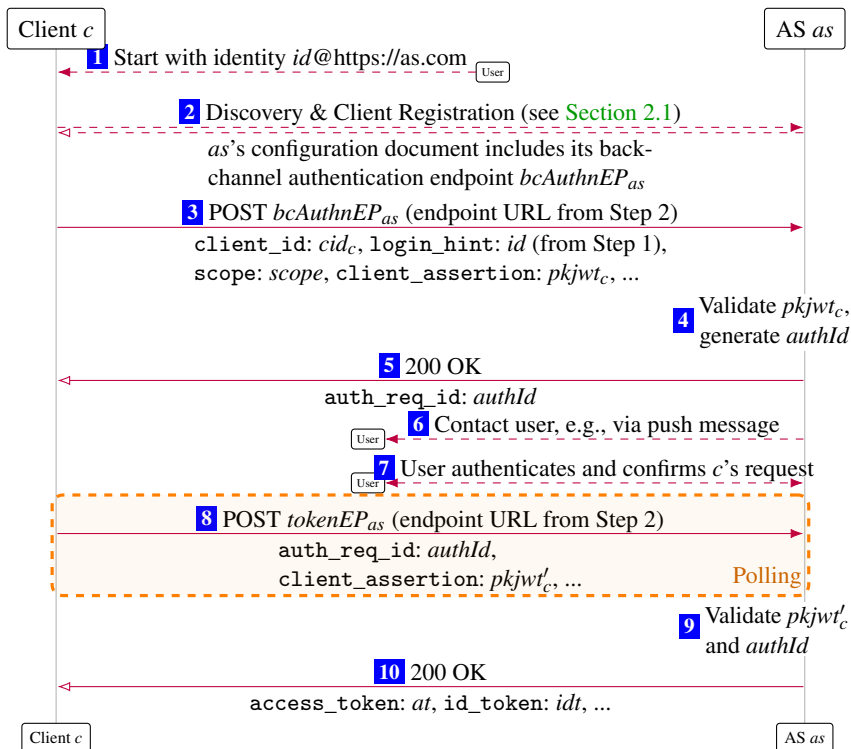 Client c
AS as
1 Start with identity id@https://as.com
User
2 Discovery & Client Registration (see Section 2.1)
as's configuration document includes its back-
channel authentication endpoint bcAuthnEPas
3 POST bcAuthnEPas (endpoint URL from Step 2)
client_id: cidc, login_hint: id (from Step 1),
scope: scope, client_assertion: pkjwtc, ...
4 Validate pkjwtc,
generate authId
5 200 OK
auth_req_id: authId
6 Contact user, e.g., via push message
User
7 User authenticates and confirms c's request
User
8 POST tokenEPas (endpoint URL from Step 2)
auth_req_id: authId,
client_assertion: pkjwt′c, ...
Polling
9 Validate pkjwt′c
and authId
10 200 OK
access_token: at, id_token: idt, ...
Client c
AS as